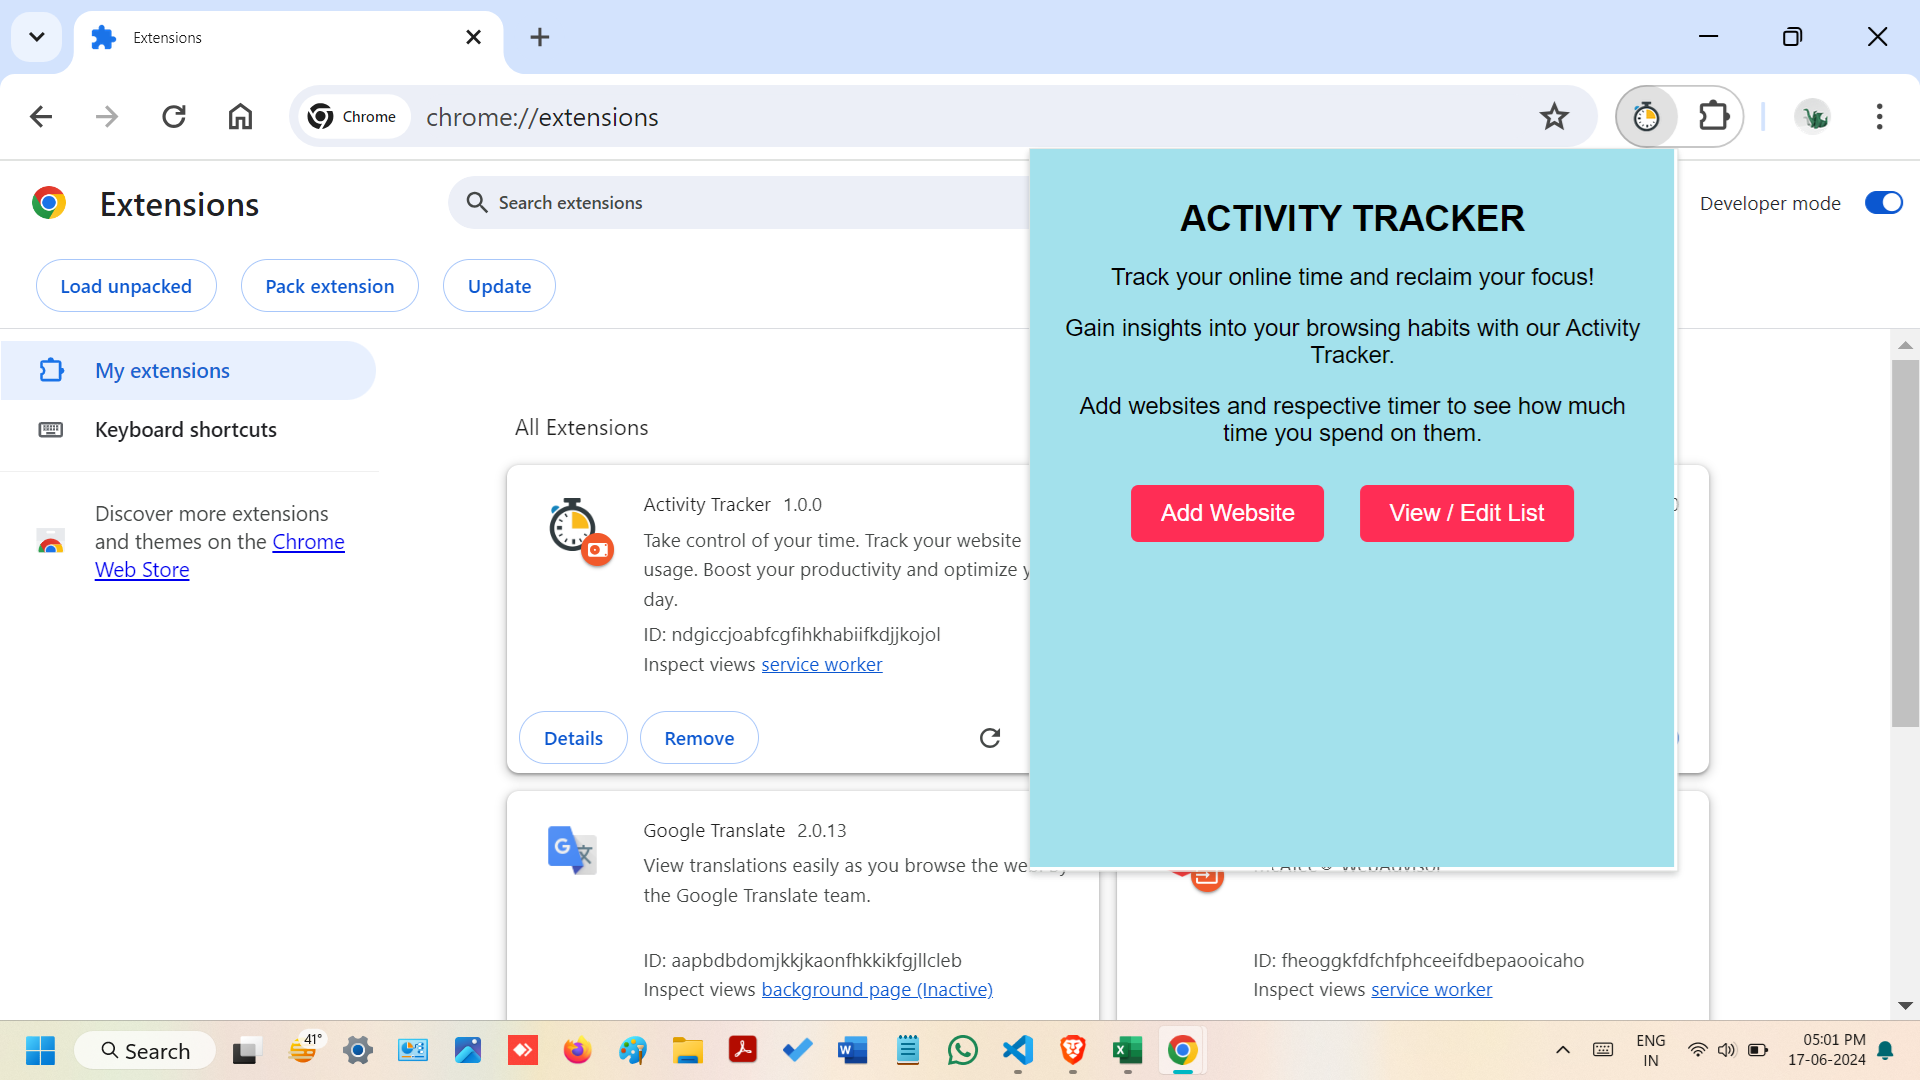 Extensions
Chrome
chrome://extensions
Extensions
Search extensions
Developer mode
Load unpacked
Pack extension
Update
My extensions
Keyboard shortcuts
Discover more extensions
and themes on the Chrome
Web Store
All Extensions
Activity Tracker 1.0.0
Take control of your time. Track your website
usage. Boost your productivity and optimize
day.
ID: ndgiccjoabfcgfihkhabiifkdjjkojol
Inspect views service worker
Details
Remove
ACTIVITY TRACKER
Track your online time and reclaim your focus!
Gain insights into your browsing habits with our Activity
Tracker.
Add websites and respective timer to see how much
time you spend on them.
Add Website
View / Edit List
Google Translate 2.0.13
View translations easily as you browse the
the Google Translate team.
ID: aapbdbdomjkkjkaonfhkkikfgjllcleb
Inspect views background page (Inactive)
ID: fheoggkfdfchfphceeifdbepaooicaho
Inspect views service worker
Search
41°
ENG
IN
05:01 PM
17-06-2024